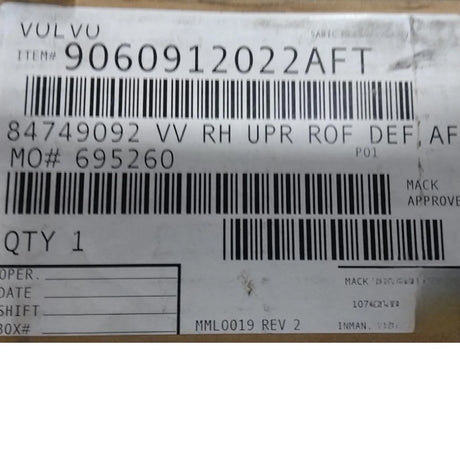 VOLVO
SABIC
ITEM# 9060912022AFT
84749092 VV RH UPR ROF DEF AF
MO# 695260
P01
MACK
APPROVE
QTY 1
OPER.
DATE
SHIFT
BOX#
MACK
MML0019 REV 2
INMAN,